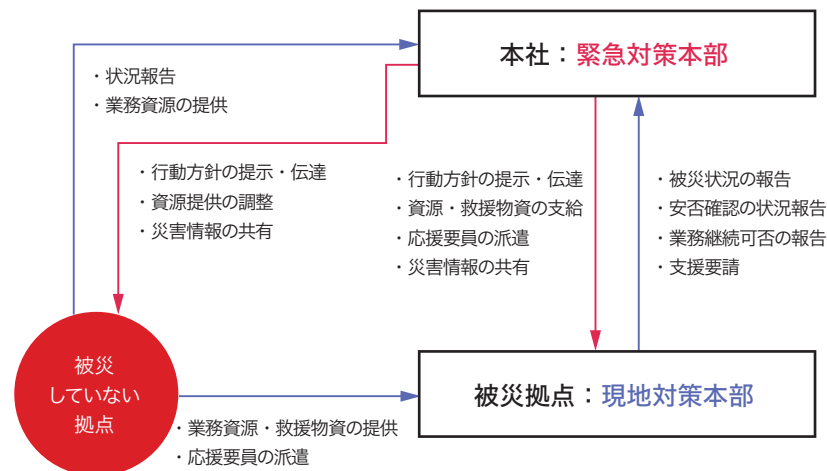 本社：緊急対策本部
・状況報告
・業務資源の提供
・行動方針の提示・伝達
・資源提供の調整
・災害情報の共有
・行動方針の提示・伝達
・資源・救援物資の支給
・応援要員の派遣
・災害情報の共有
・被災状況の報告
・安否確認の状況報告
・業務継続可否の報告
・支援要請
被災
していない
拠点
被災拠点：現地対策本部
・業務資源・救援物資の提供
・応援要員の派遣